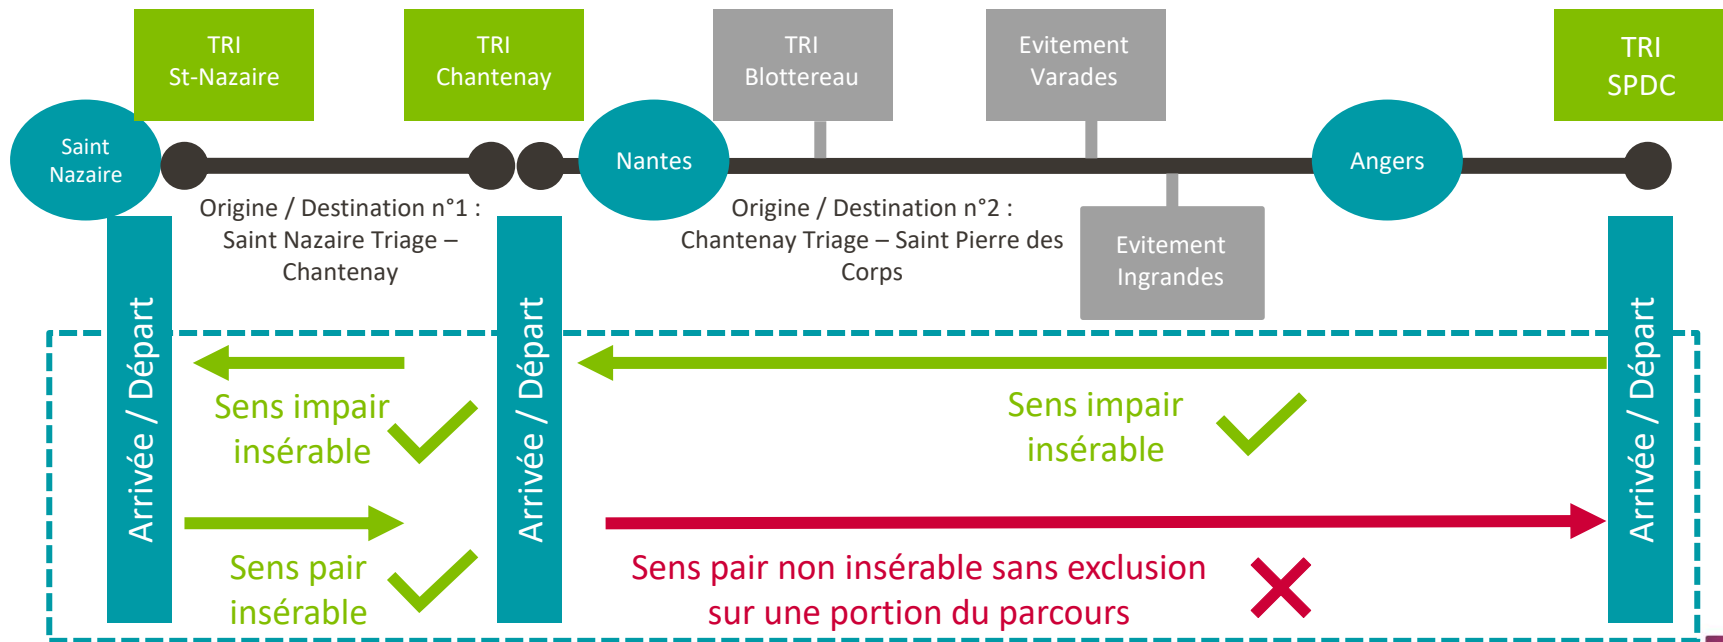 TRI
St-Nazaire
TRI
Chantenay
TRI
Blottereau
Evitement
Varades
TRI
SPDC
Saint
Nazaire
Nantes
Angers
Origine / Destination n°1 :
Saint Nazaire Triage –
Chantenay
Origine / Destination n°2 :
Chantenay Triage – Saint Pierre des
Corps
Evitement
Ingrandes
Arrivée / Départ
Arrivée / Départ
Arrivée / Départ
Sens impair
insérable
Sens impair
insérable
Sens pair
insérable
Sens pair non insérable sans exclusion
sur une portion du parcours